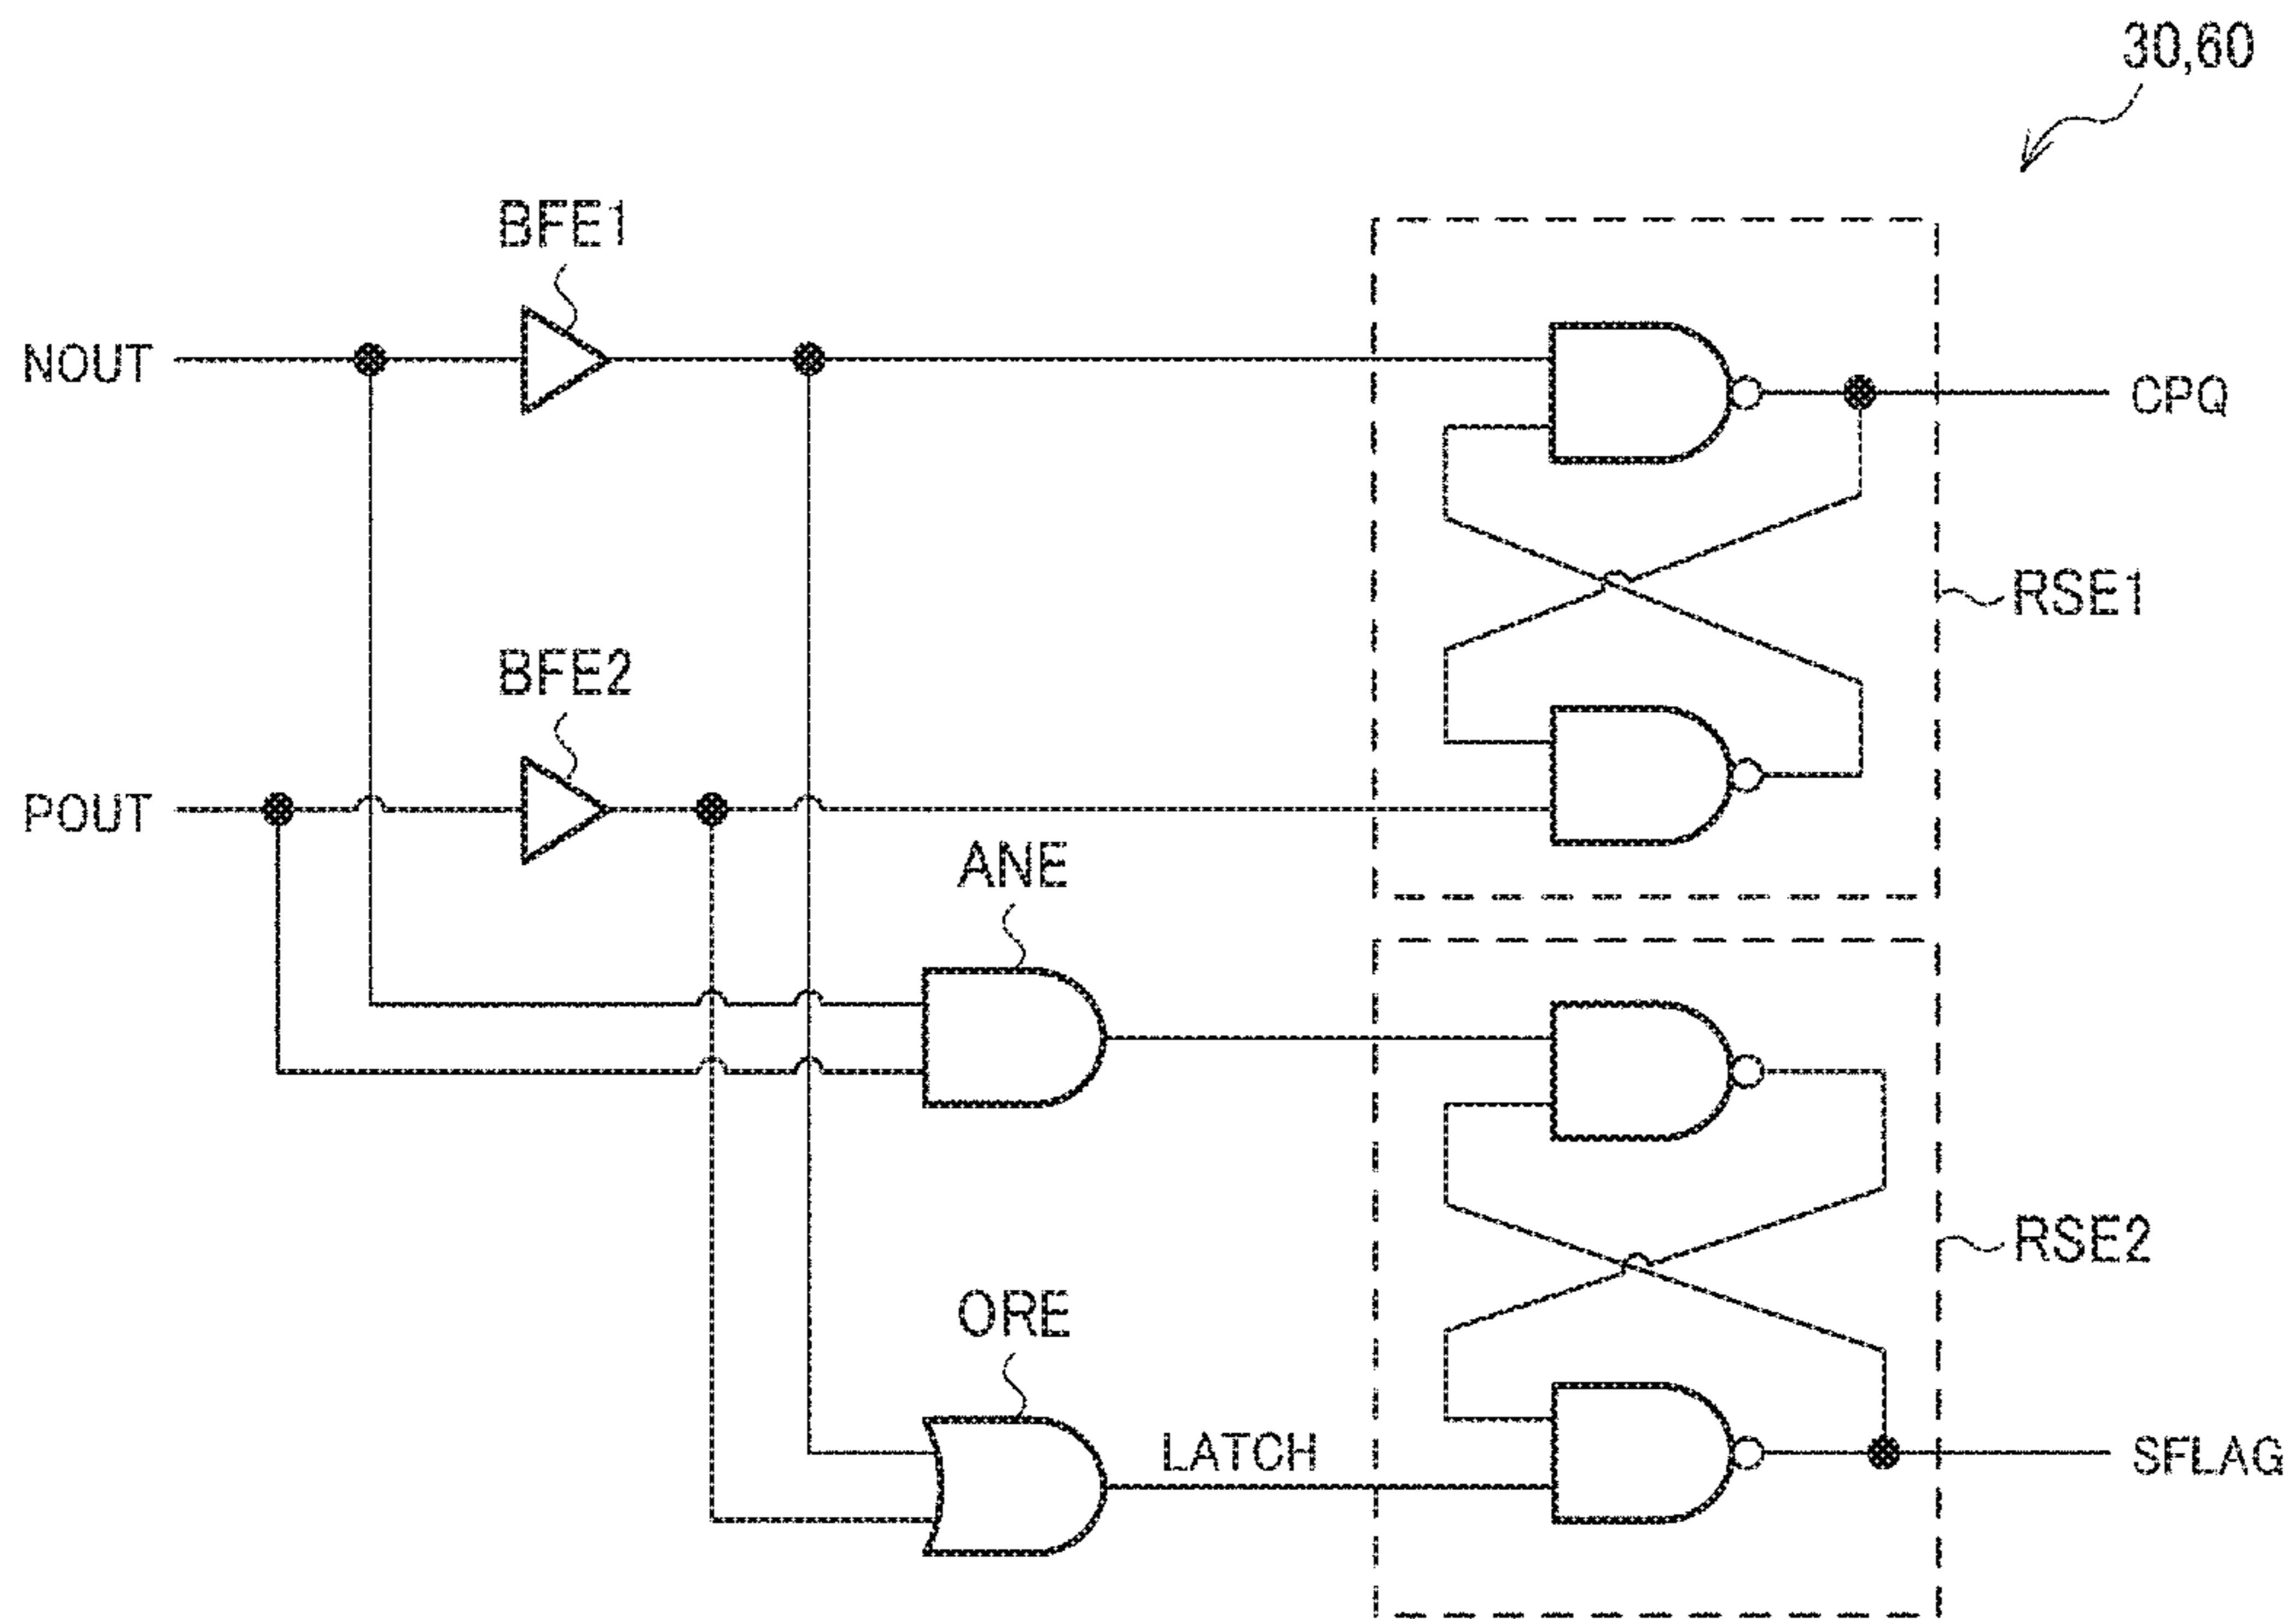 30,60
BFE1
NOUT
CPQ
RSE1
BFE2
POUT
ANE
RSE2
ORE
LATCH
SFLAG